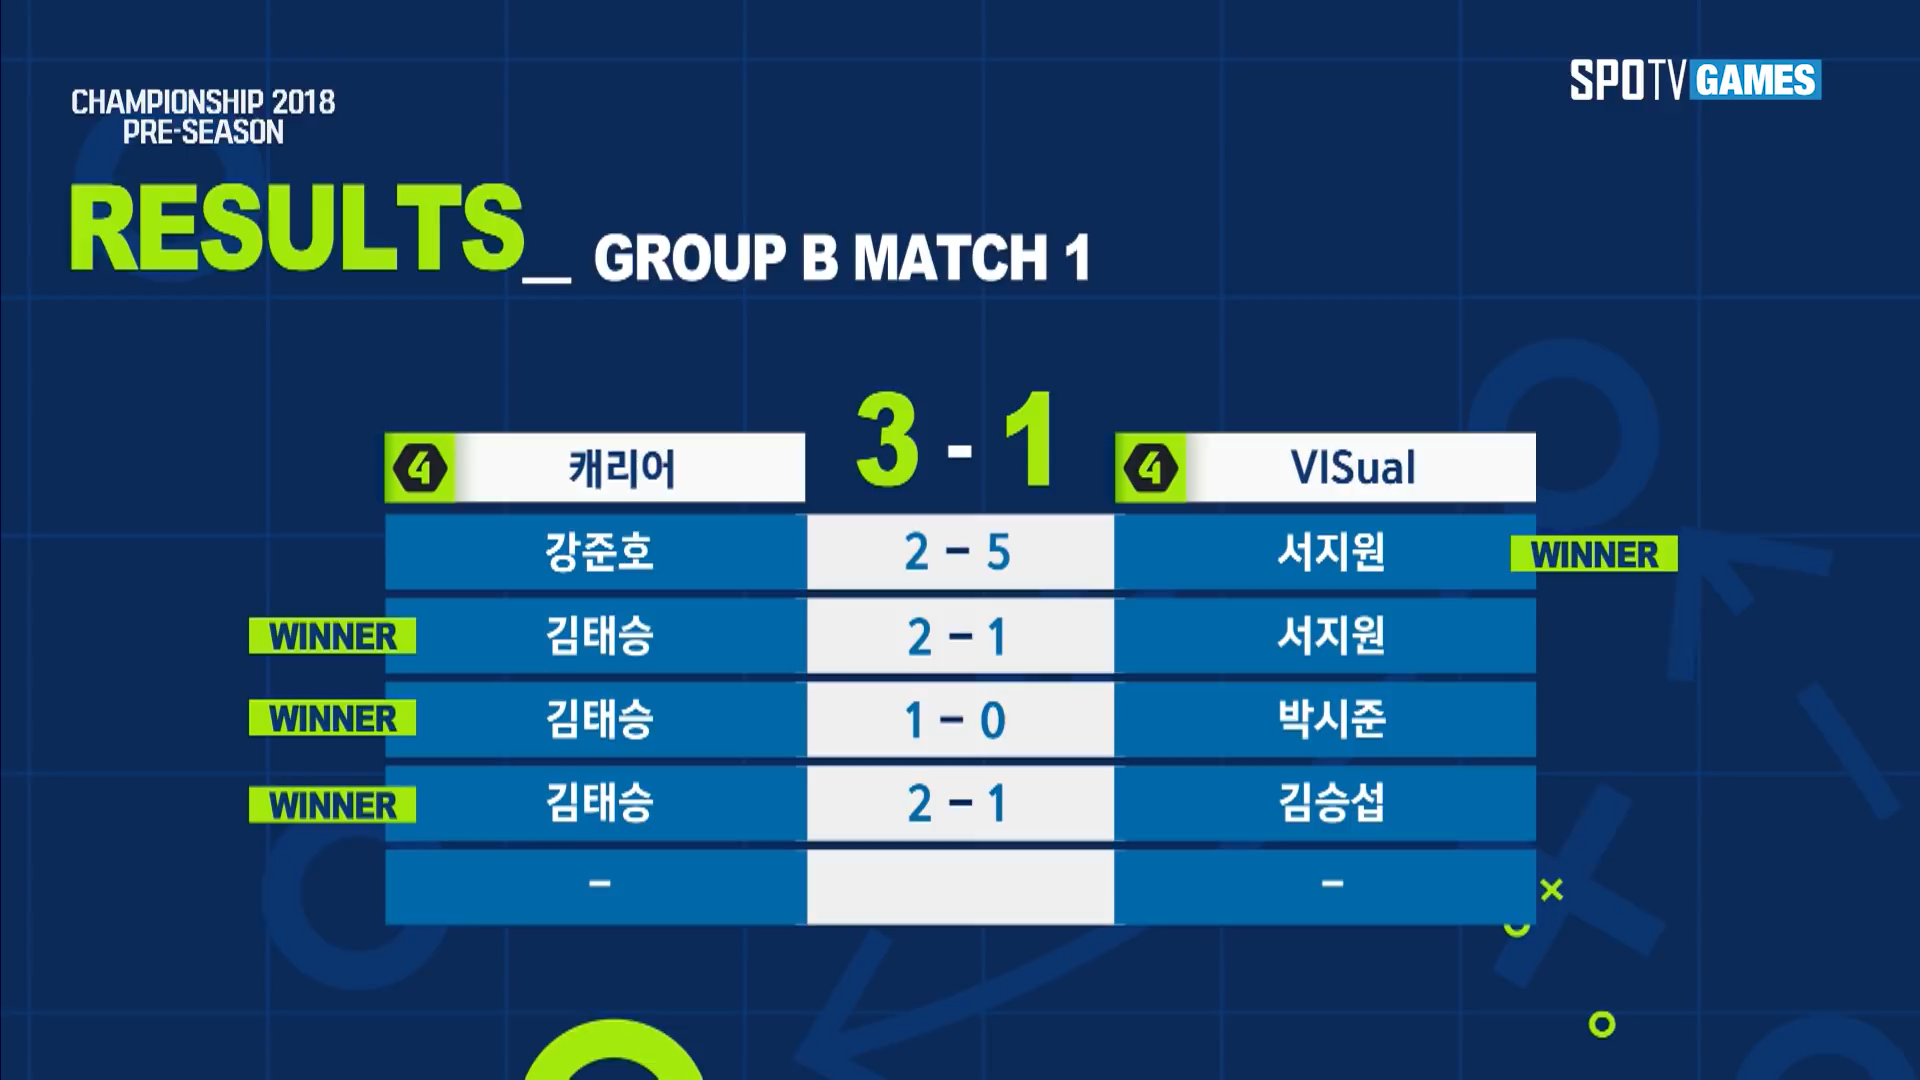 CHAMPIONSHIP 2018
PRE-SEASON
SPOTV GAMES
RESULTS_ GROUP B MATCH 1
4 캐리어 3 - 1 4 VISual
강준호 2 - 5 서지원 WINNER
WINNER 김태승 2 - 1 서지원
WINNER 김태승 1 - 0 박시준
WINNER 김태승 2 - 1 김승섭
- -